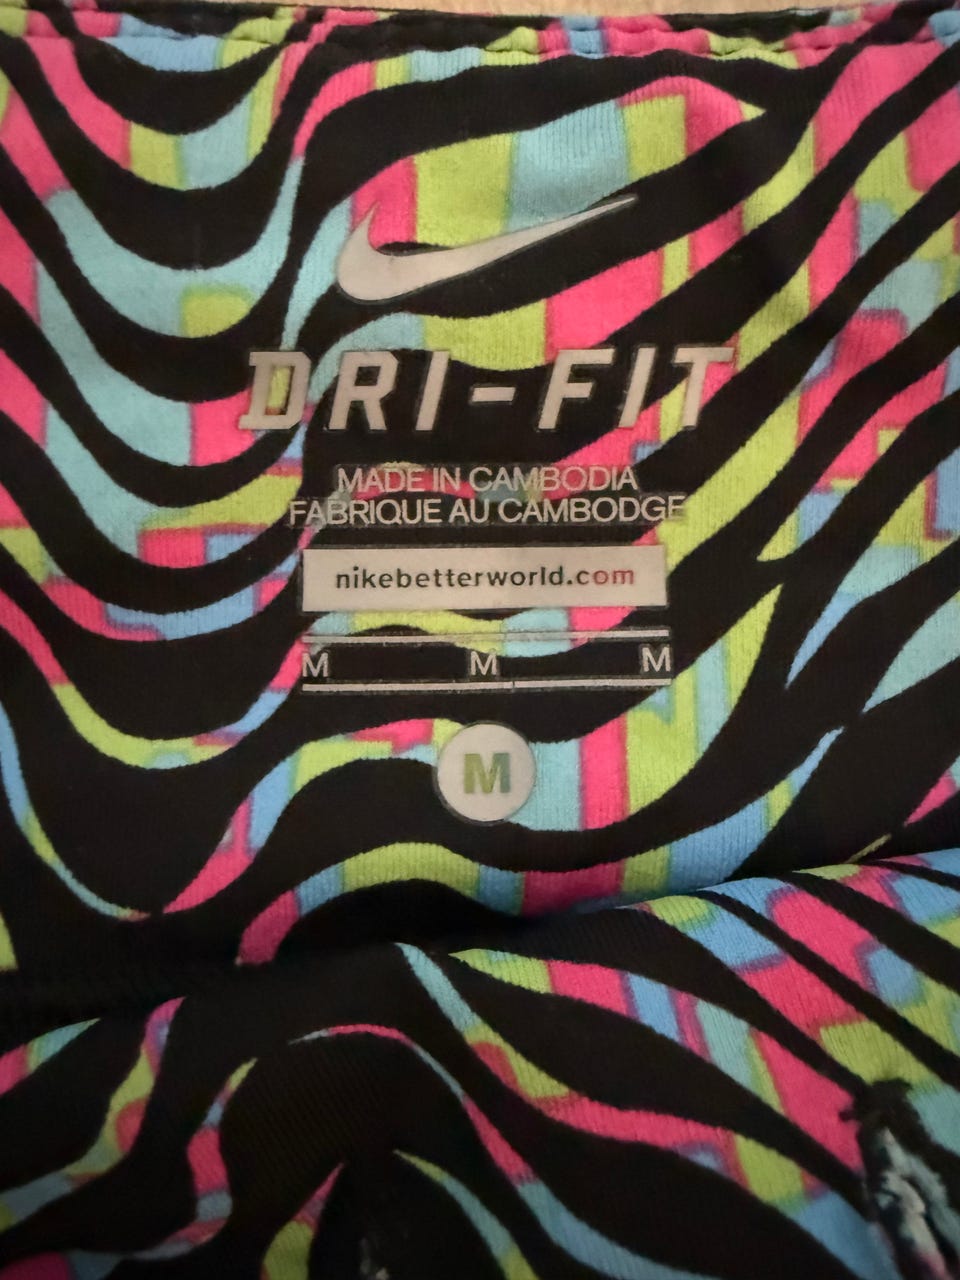 DRI-FIT
MADE IN CAMBODIA
FABRIQUE AU CAMBODGE
nikebetterworld.com
M M M
M